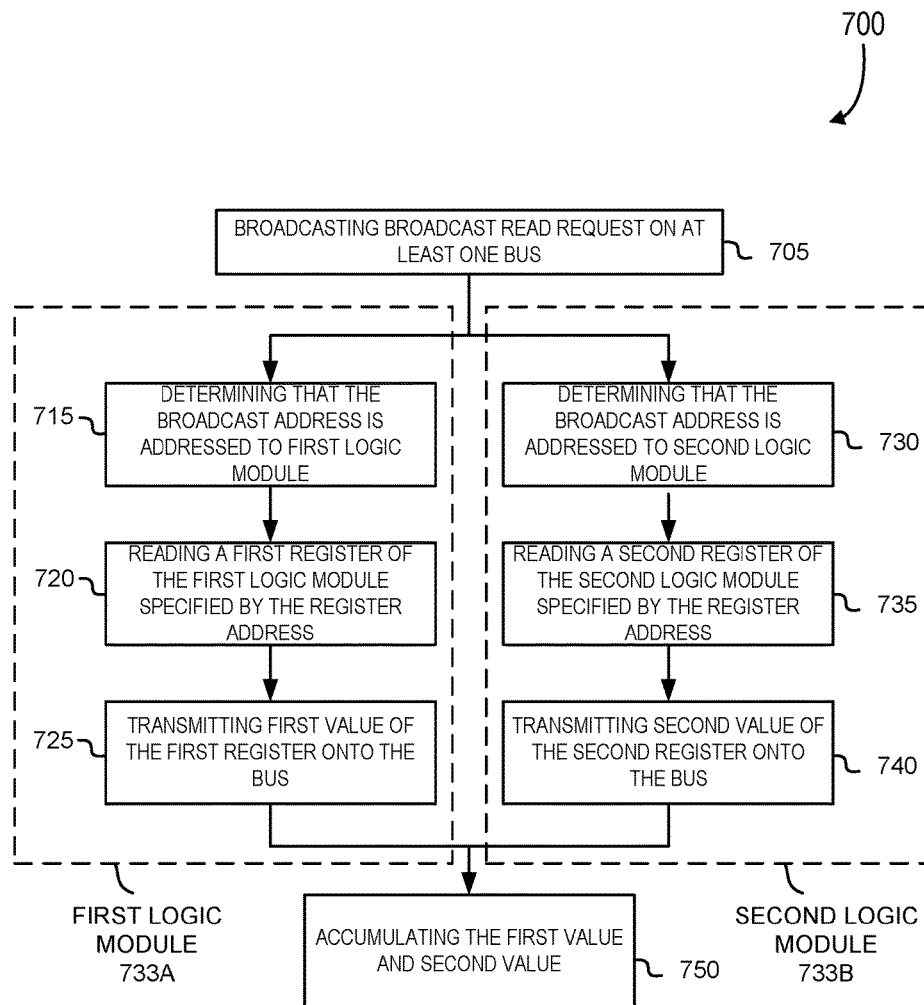 700
BROADCASTING BROADCAST READ REQUEST ON AT
LEAST ONE BUS
705
715
DETERMINING THAT THE
BROADCAST ADDRESS IS
ADDRESSED TO FIRST LOGIC
MODULE
DETERMINING THAT THE
BROADCAST ADDRESS IS
ADDRESSED TO SECOND LOGIC
MODULE
730
720
READING A FIRST REGISTER OF
THE FIRST LOGIC MODULE
SPECIFIED BY THE REGISTER
ADDRESS
READING A SECOND REGISTER OF
THE SECOND LOGIC MODULE
SPECIFIED BY THE REGISTER
ADDRESS
735
725
TRANSMITTING FIRST VALUE OF
THE FIRST REGISTER ONTO THE
BUS
TRANSMITTING SECOND VALUE OF
THE SECOND REGISTER ONTO
THE BUS
740
FIRST LOGIC
MODULE
733A
ACCUMULATING THE FIRST VALUE
AND SECOND VALUE
750
SECOND LOGIC
MODULE
733B